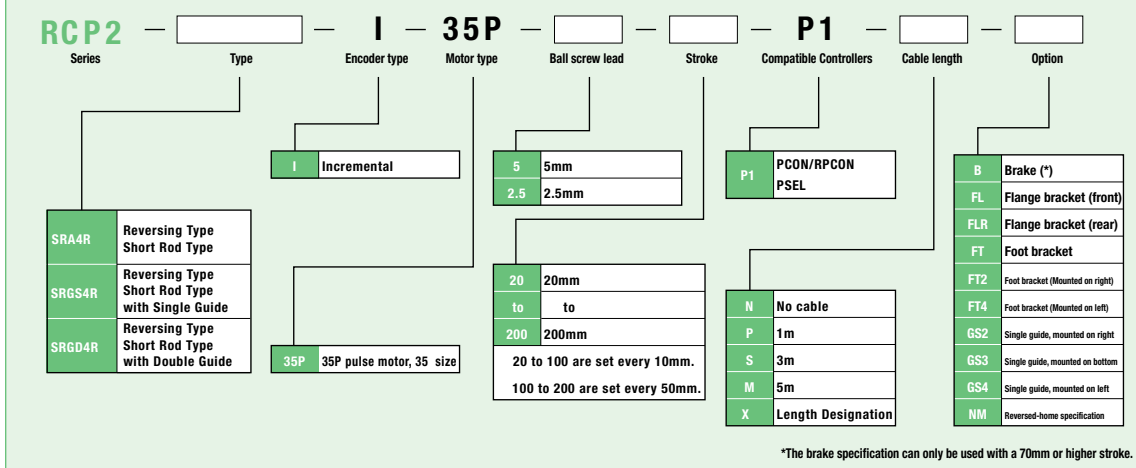 RCP2 — — I — 35P — — — P1 — —
Series Type Encoder type Motor type Ball screw lead Stroke Compatible Controllers Cable length Option
I Incremental
5 5mm
2.5 2.5mm
P1 PCON/RPCON
PSEL
B Brake (*)
FL Flange bracket (front)
FLR Flange bracket (rear)
FT Foot bracket
FT2 Foot bracket (Mounted on right)
FT4 Foot bracket (Mounted on left)
GS2 Single guide, mounted on right
GS3 Single guide, mounted on bottom
GS4 Single guide, mounted on left
NM Reversed-home specification
SRA4R Reversing Type
Short Rod Type
SRGS4R Reversing Type
Short Rod Type
with Single Guide
SRGD4R Reversing Type
Short Rod Type
with Double Guide
35P 35P pulse motor, 35 size
20 20mm
to to
200 200mm
20 to 100 are set every 10mm.
100 to 200 are set every 50mm.
N No cable
P 1m
S 3m
M 5m
X Length Designation
*The brake specification can only be used with a 70mm or higher stroke.